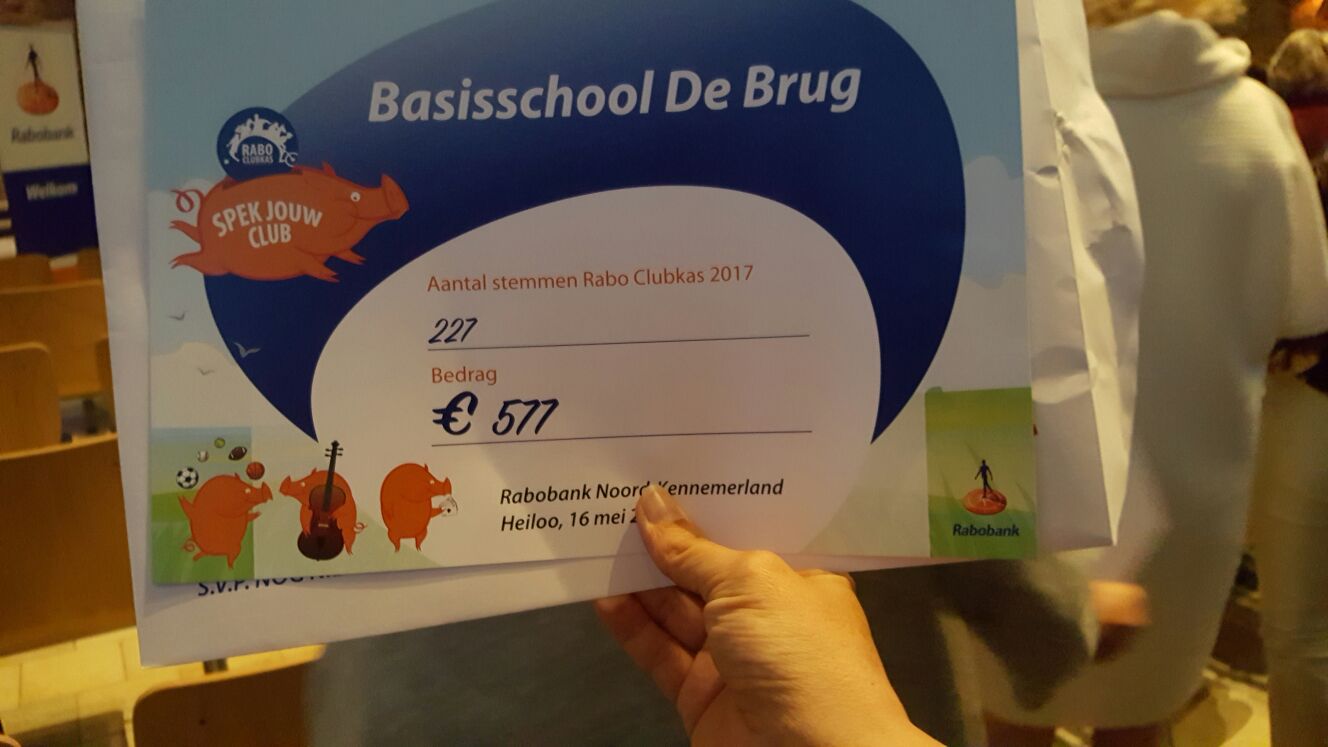 Rabobank
Welkom
Basisschool De Brug
RABO
CLUBKAS
SPEK JOUW
CLUB
Aantal stemmen Rabo Clubkas 2017
227
Bedrag
€ 577
Rabobank Noord-Kennemerland
Heiloo, 16 mei
Rabobank
S.V.P.